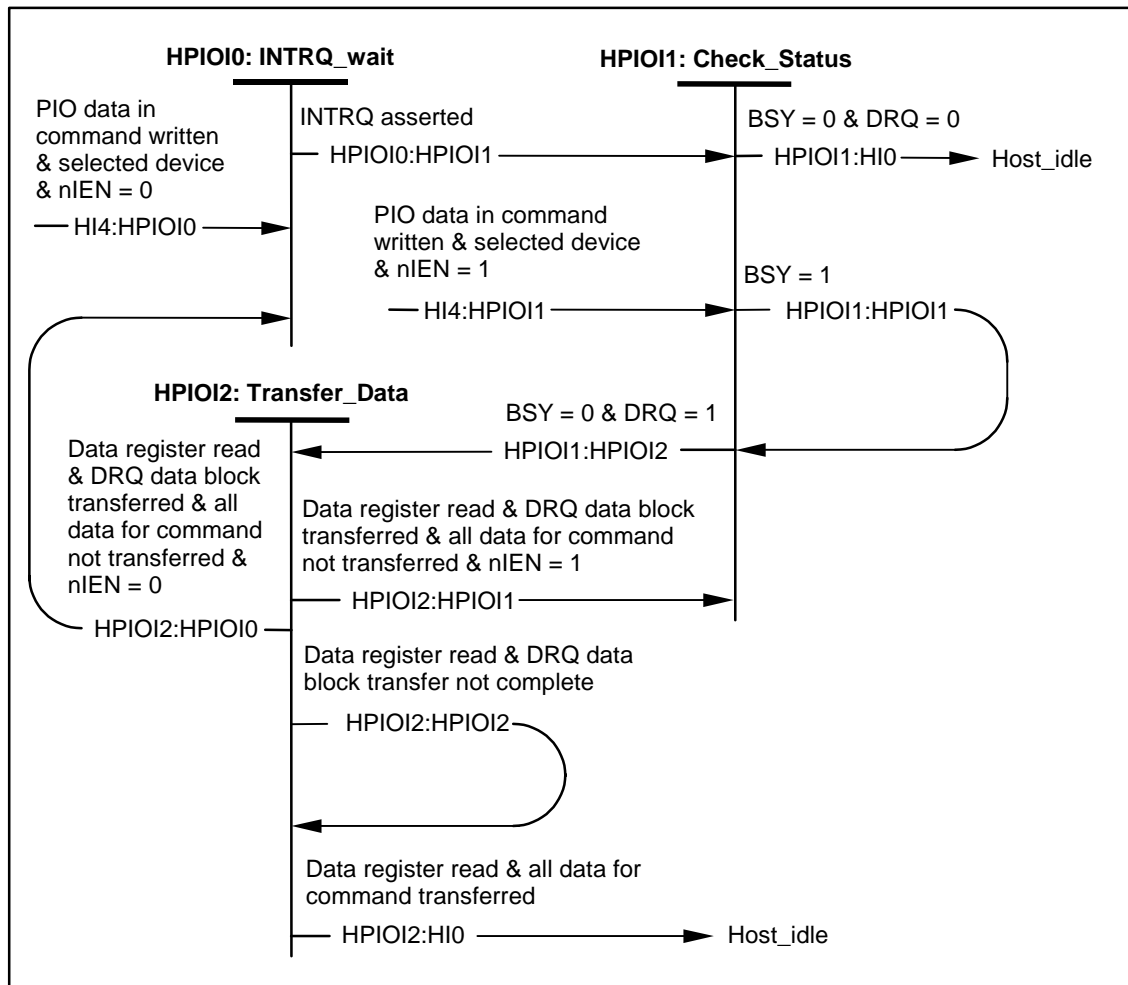 HPIOI0: INTRQ_wait
HPIOI1: Check_Status
PIO data in
command written
& selected device
& nIEN = 0
HI4:HPIOI0
INTRQ asserted
HPIOI0:HPIOI1
BSY = 0 & DRQ = 0
HPIOI1:HI0
Host_idle
PIO data in command
written & selected device
& nIEN = 1
HI4:HPIOI1
BSY = 1
HPIOI1:HPIOI1
HPIOI2: Transfer_Data
BSY = 0 & DRQ = 1
HPIOI1:HPIOI2
Data register read
& DRQ data block
transferred & all
data for command
not transferred &
nIEN = 0
HPIOI2:HPIOI0
Data register read & DRQ data block
transferred & all data for command
not transferred & nIEN = 1
HPIOI2:HPIOI1
Data register read & DRQ data
block transfer not complete
HPIOI2:HPIOI2
Data register read & all data for
command transferred
HPIOI2:HI0
Host_idle